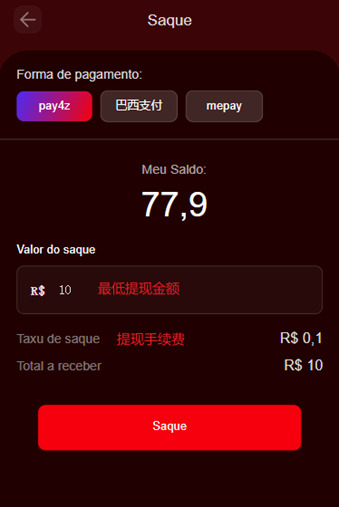 Saque
Forma de pagamento:
pay4z 巴西支付 mepay
Meu Saldo:
77,9
Valor do saque
R$ 10 最低提现金额
Taxu de saque 提现手续费 R$ 0,1
Total a receber R$ 10
Saque